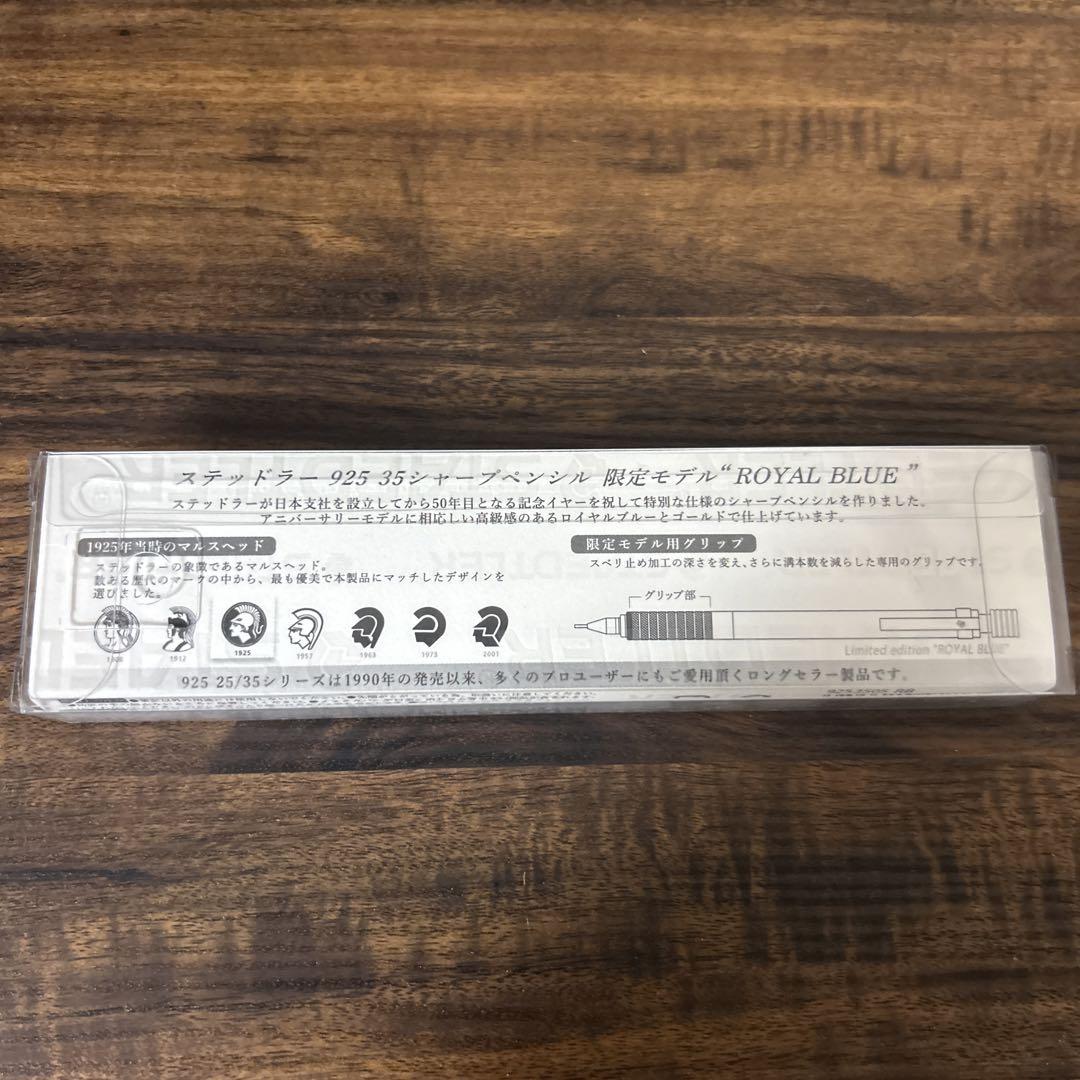 ステッドラー 925 35シャープペンシル 限定モデル“ROYAL BLUE”
ステッドラーが日本支社を設立してから50年目となる記念イヤーを祝して特別な仕様のシャープペンシルを作りました。
アニバーサリーモデルに相応しい高級感のあるロイヤルブルーとゴールドで仕上げています。
1925年当時のマルスヘッド
ステッドラーの象徴であるマルスヘッド。
数ある歴代のマークの中から、最も優美で本製品にマッチしたデザインを
選びました。
1908 1912 1925 1957 1963 1973 2001
限定モデル用グリップ
スベリ止め加工の深さを変え、さらに溝本数を減らした専用のグリップです。
グリップ部
Limited edition "ROYAL BLUE"
925 25/35シリーズは1990年の発売以来、多くのプロユーザーにもご愛用頂くロングセラー製品です。